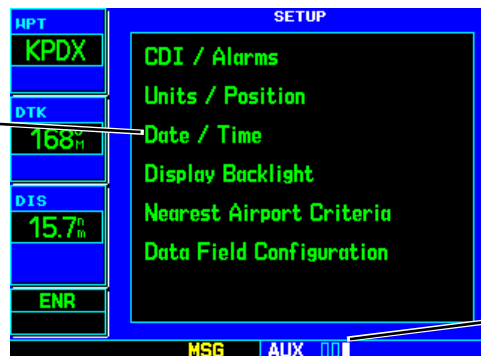 WPT
KPDX
DTK
168°M
DIS
15.7nm
ENR
SETUP
CDI / Alarms
Units / Position
Date / Time
Display Backlight
Nearest Airport Criteria
Data Field Configuration
MSG
AUX